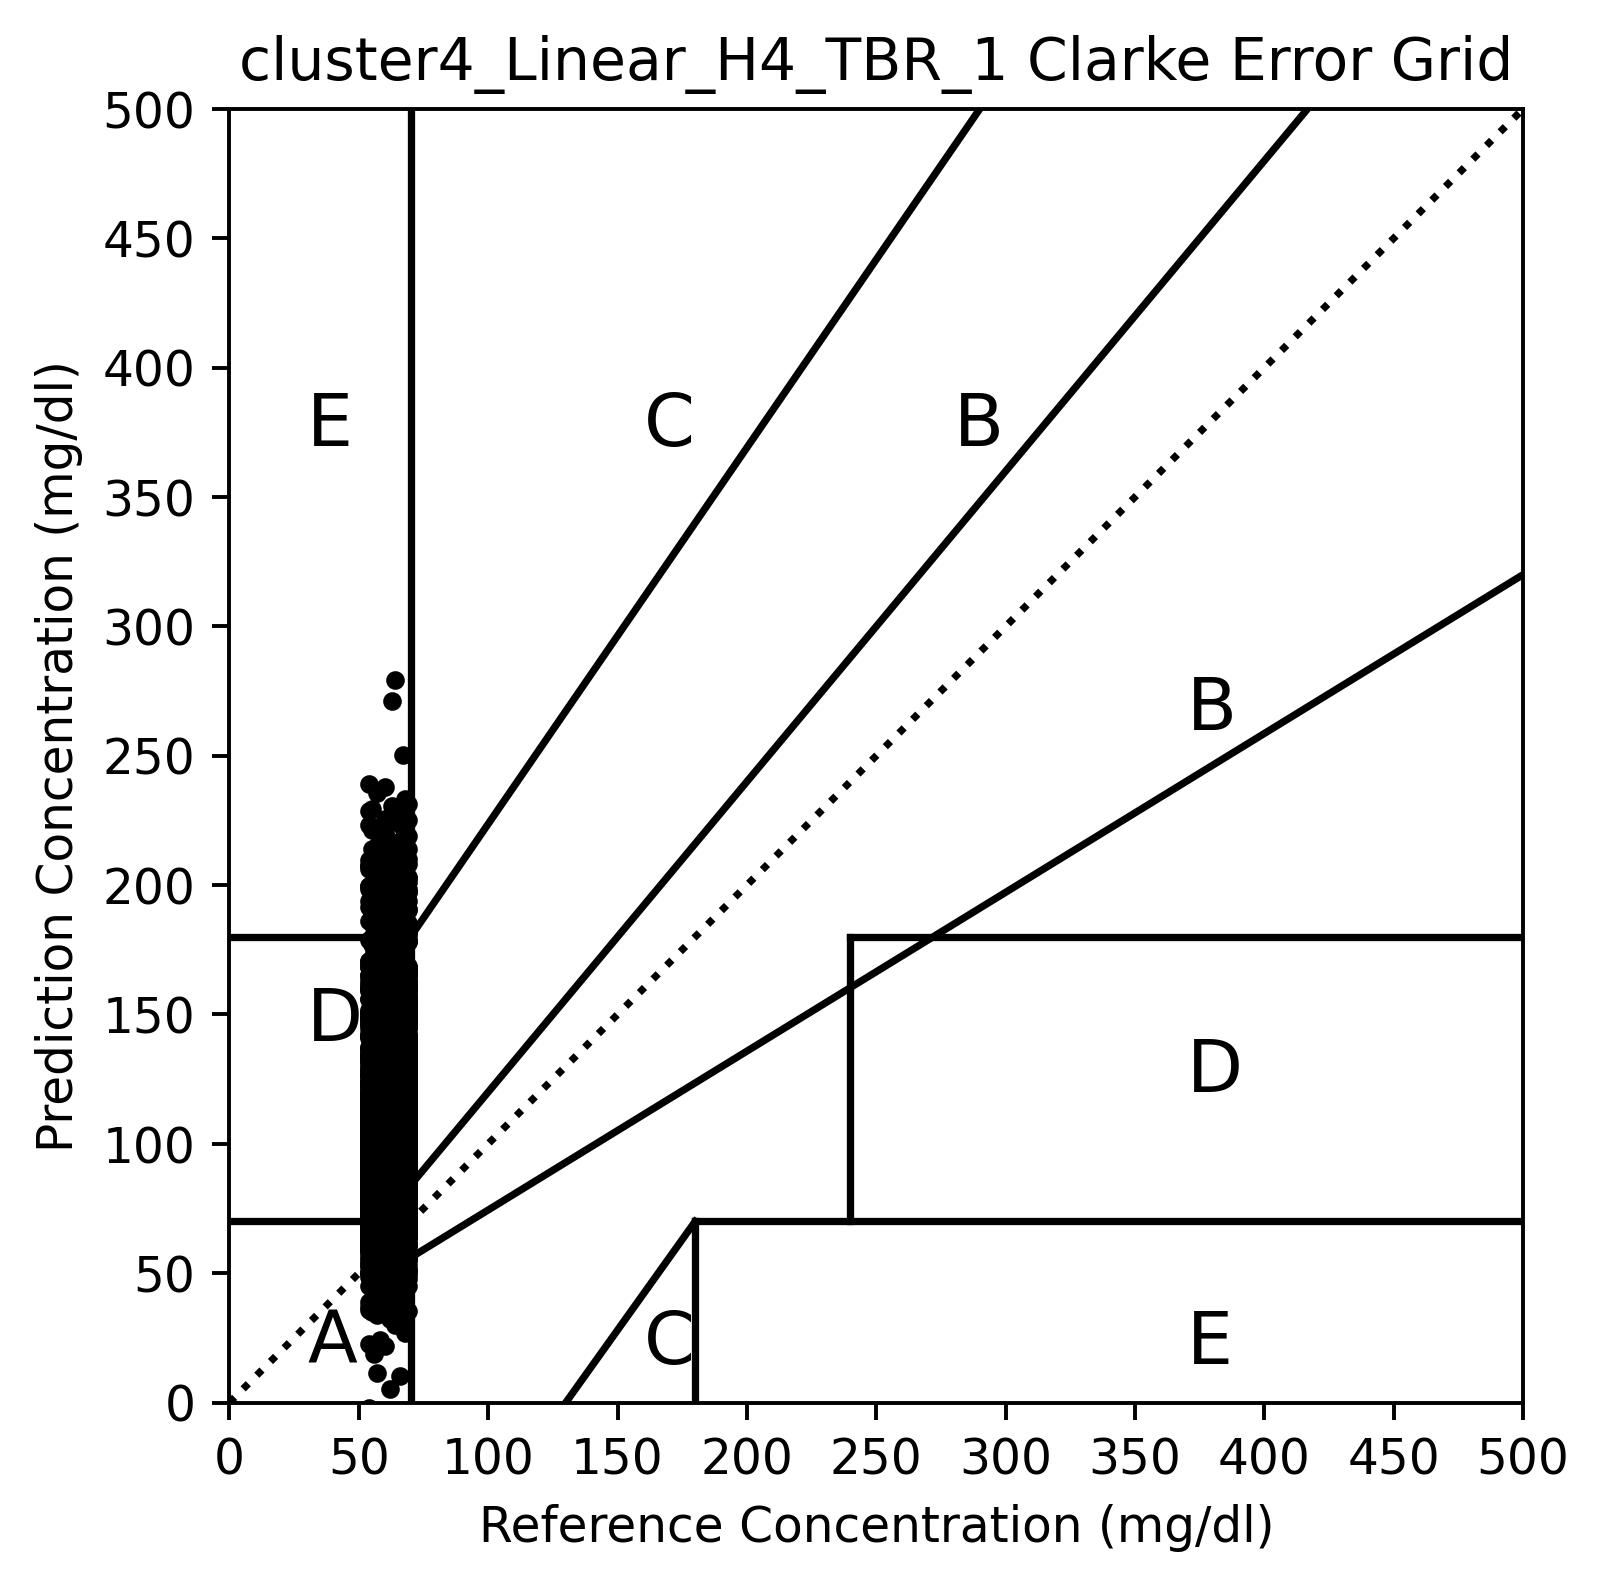 cluster4_Linear_H4_TBR_1 Clarke Error Grid
500
450
400
350
300
250
200
150
100
50
0
Prediction Concentration (mg/dl)
E
C
B
B
D
D
A
C
E
0 50 100 150 200 250 300 350 400 450 500
Reference Concentration (mg/dl)